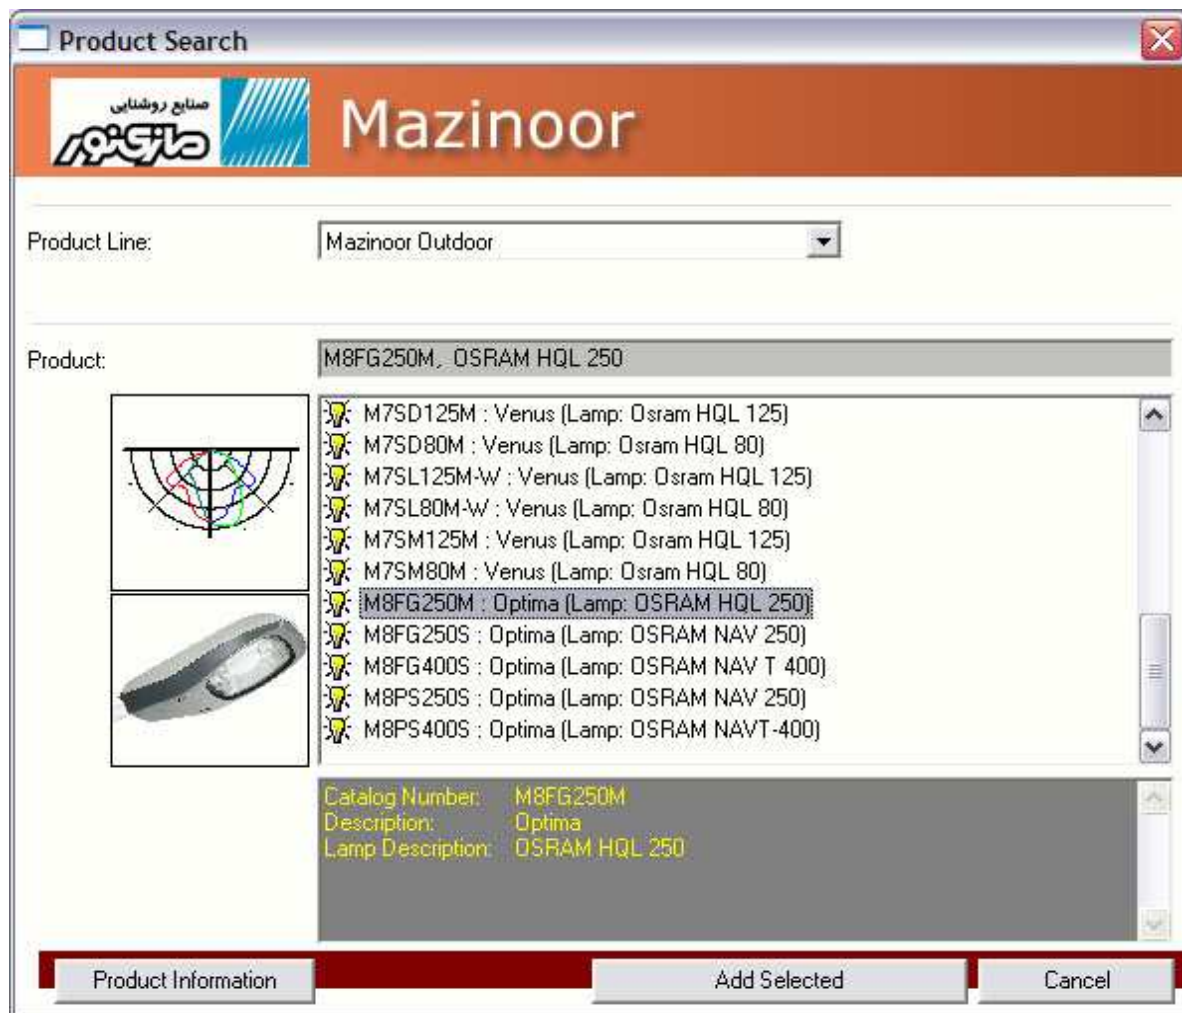 Product Search
صنایع روشنایی
مازی نور
Mazinoor
Product Line:
Mazinoor Outdoor
Product:
M8FG250M, OSRAM HQL 250
M7SD125M : Venus (Lamp: Osram HQL 125)
M7SD80M : Venus (Lamp: Osram HQL 80)
M7SL125M-W : Venus (Lamp: Osram HQL 125)
M7SL80M-W : Venus (Lamp: Osram HQL 80)
M7SM125M : Venus (Lamp: Osram HQL 125)
M7SM80M : Venus (Lamp: Osram HQL 80)
M8FG250M : Optima (Lamp: OSRAM HQL 250)
M8FG250S : Optima (Lamp: OSRAM NAV 250)
M8FG400S : Optima (Lamp: OSRAM NAV T 400)
M8PS250S : Optima (Lamp: OSRAM NAV 250)
M8PS400S : Optima (Lamp: OSRAM NAVT-400)
Catalog Number: M8FG250M
Description: Optima
Lamp Description: OSRAM HQL 250
Product Information
Add Selected
Cancel